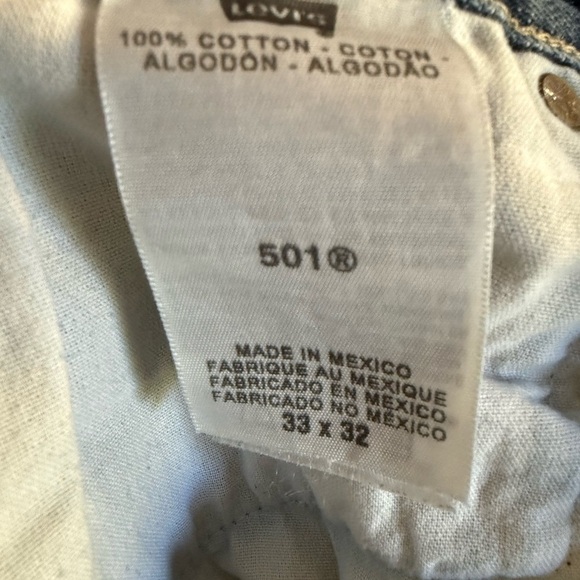 LEVI'S
100% COTTON - COTON -
ALGODÓN - ALGODÃO
501®
MADE IN MEXICO
FABRIQUE AU MEXIQUE
FABRICADO EN MÉXICO
FABRICADO NO MÉXICO
33 x 32